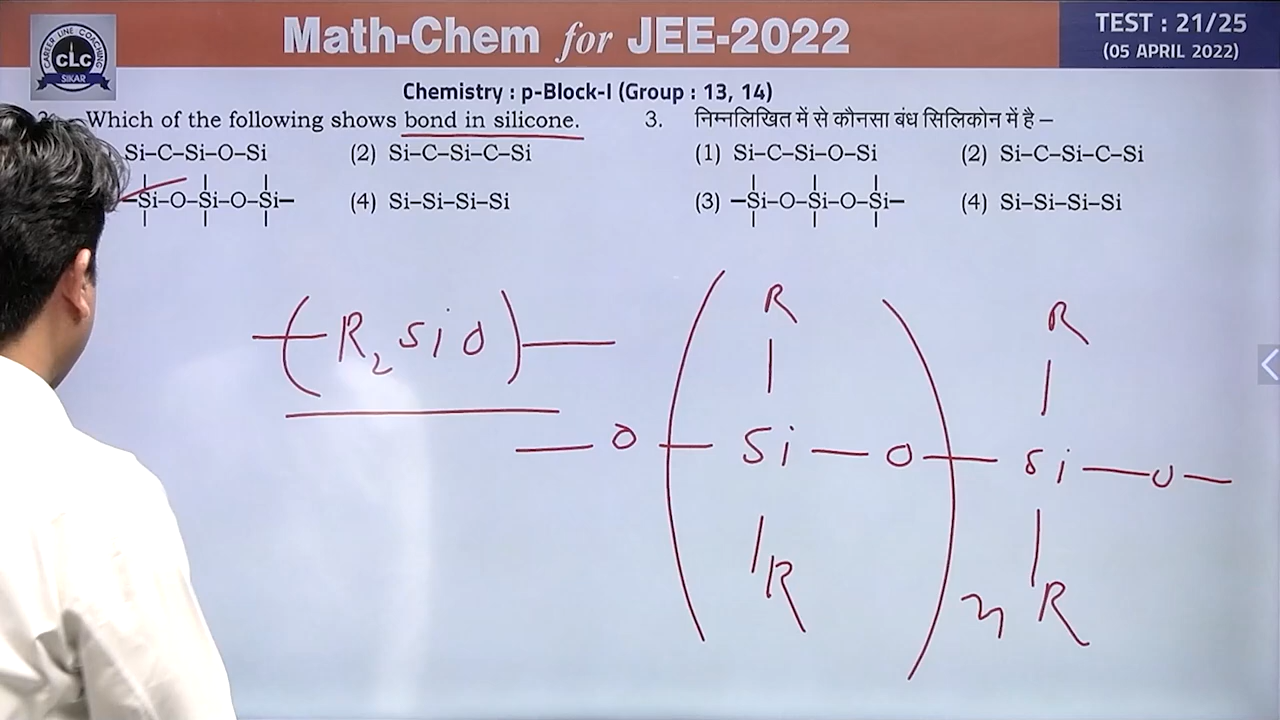 CAREER LINE COACHING
CLC
SIKAR
Math-Chem for JEE-2022
TEST : 21/25
(05 APRIL 2022)
Chemistry : p-Block-I (Group : 13, 14)
Which of the following shows bond in silicone.
Si–C–Si–O–Si (2) Si–C–Si–C–Si
–Si–O–Si–O–Si– (4) Si–Si–Si–Si
3. निम्नलिखित में से कौनसा बंध सिलिकोन में है –
(1) Si–C–Si–O–Si (2) Si–C–Si–C–Si
(3) –Si–O–Si–O–Si– (4) Si–Si–Si–Si
(R2SiO)
R R
O Si O Si O
R n R